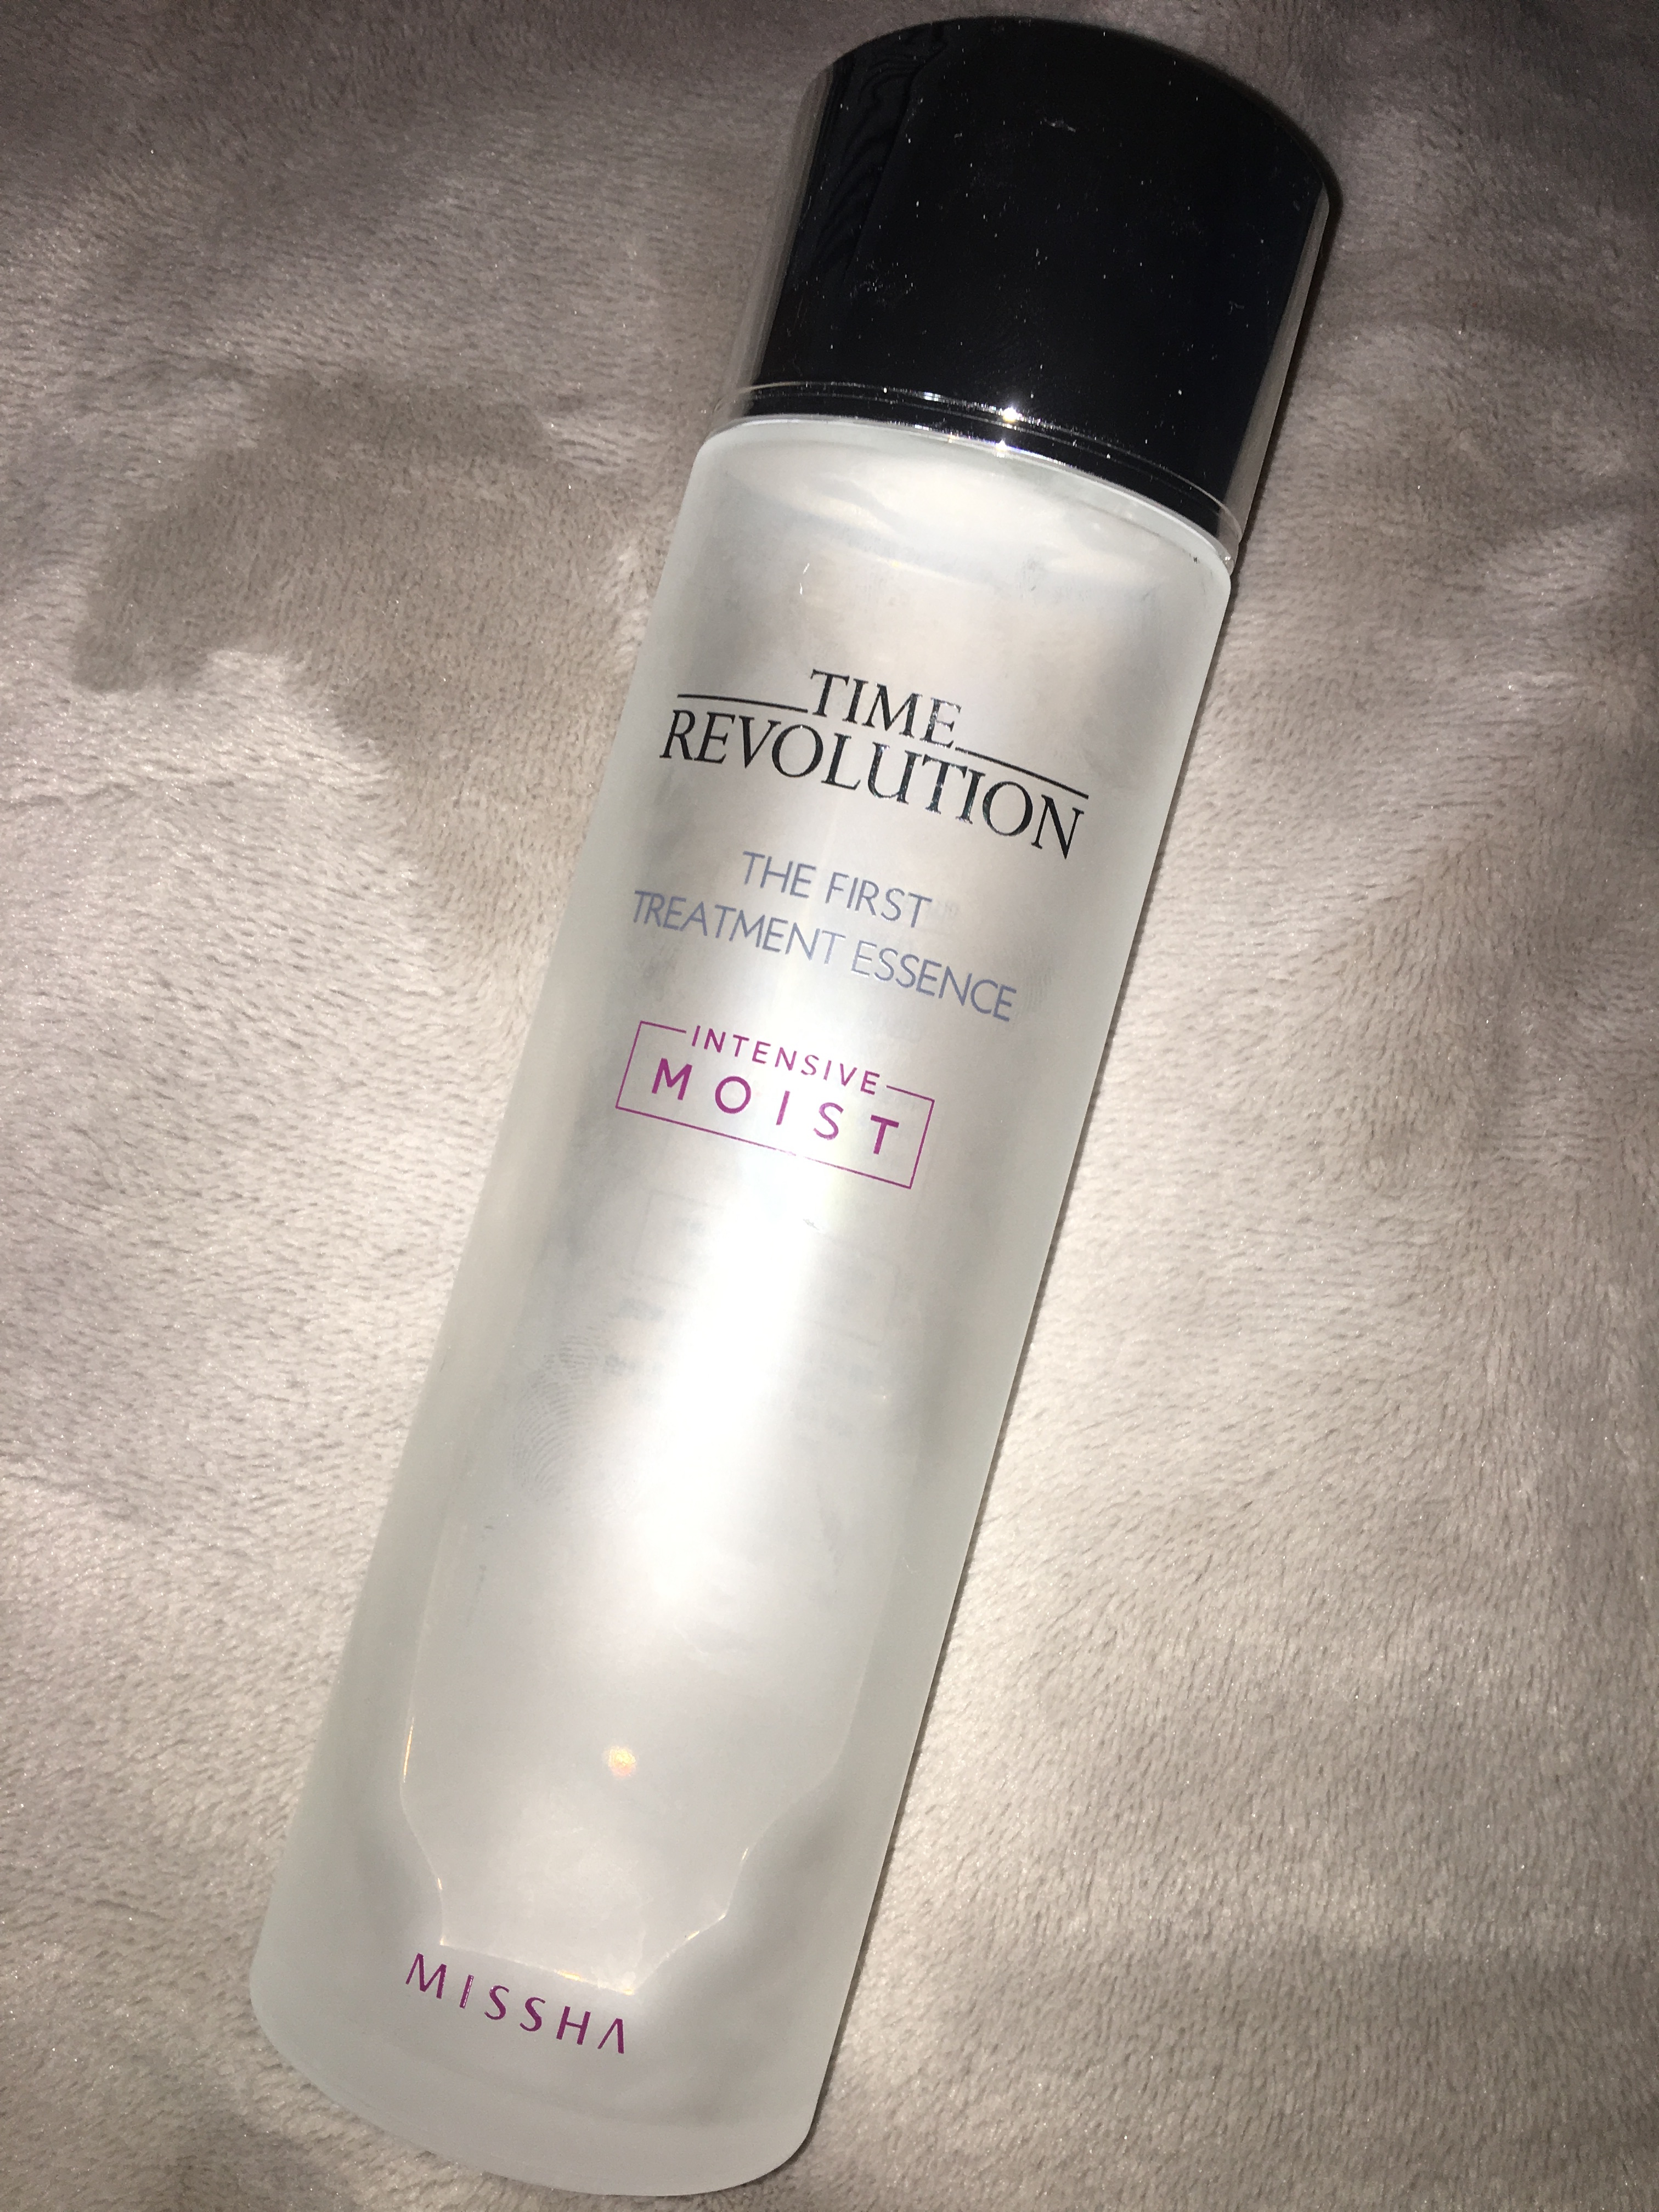 TIME
REVOLUTION
THE FIRST
TREATMENT ESSENCE
INTENSIVE
MOIST
MISSHA